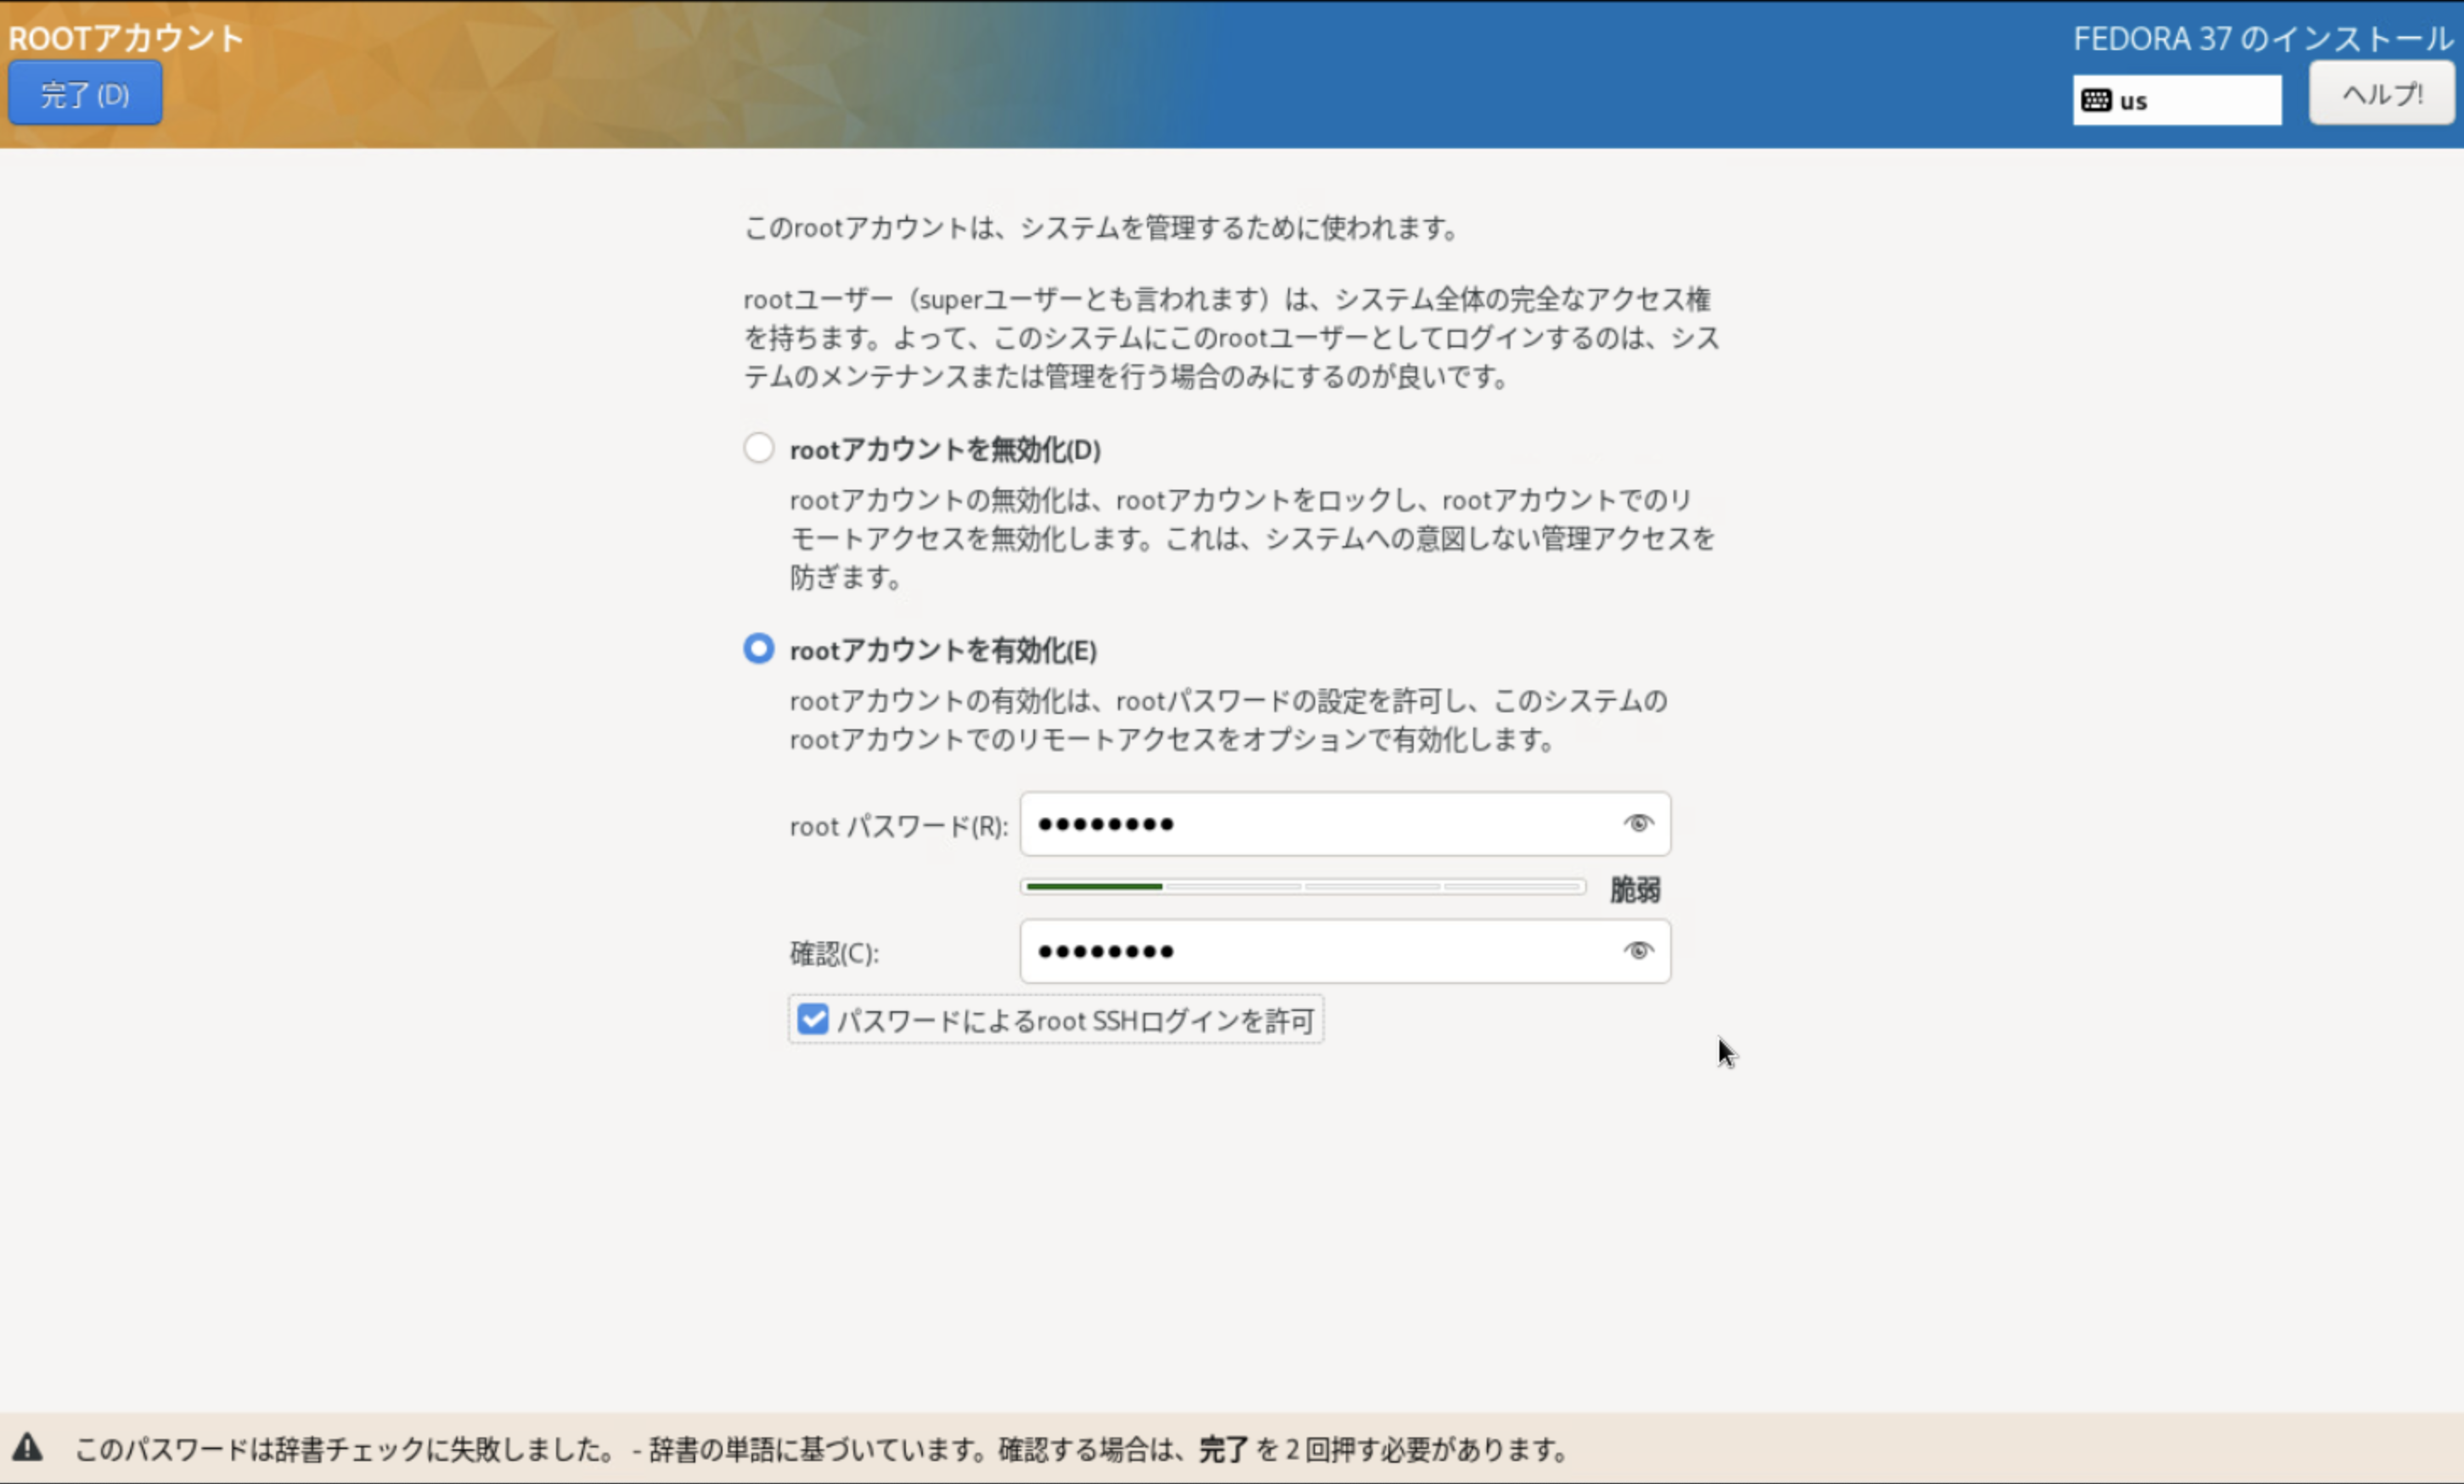 ROOTアカウント
FEDORA 37 のインストール
完了 (D)
us
ヘルプ!
このrootアカウントは、システムを管理するために使われます。
rootユーザー（superユーザーとも言われます）は、システム全体の完全なアクセス権
を持ちます。よって、このシステムにこのrootユーザーとしてログインするのは、シス
テムのメンテナンスまたは管理を行う場合のみにするのが良いです。
rootアカウントを無効化(D)
rootアカウントの無効化は、rootアカウントをロックし、rootアカウントでのリ
モートアクセスを無効化します。これは、システムへの意図しない管理アクセスを
防ぎます。
rootアカウントを有効化(E)
rootアカウントの有効化は、rootパスワードの設定を許可し、このシステムの
rootアカウントでのリモートアクセスをオプションで有効化します。
root パスワード(R): ●●●●●●●●
脆弱
確認(C): ●●●●●●●●
パスワードによるroot SSHログインを許可
このパスワードは辞書チェックに失敗しました。 - 辞書の単語に基づいています。確認する場合は、完了 を 2 回押す必要があります。